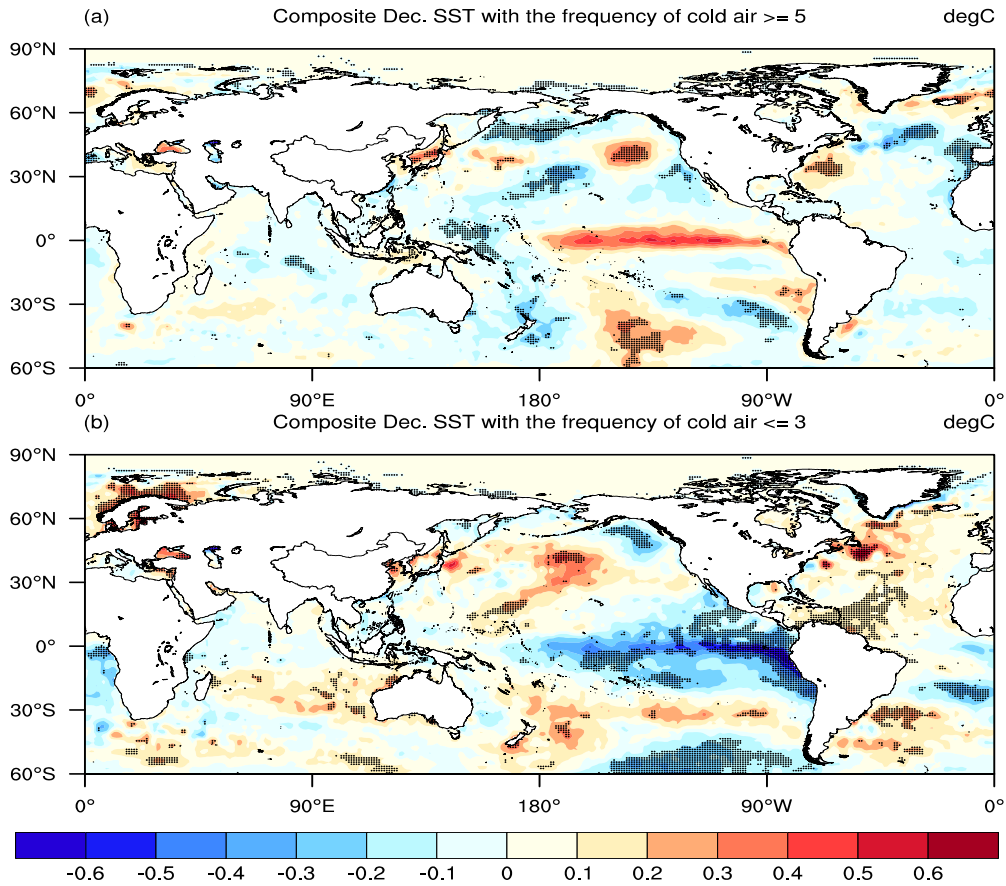 (a) Composite Dec. SST with the frequency of cold air >= 5 degC
90°N
60°N
30°N
0°
30°S
60°S
0° 90°E 180° 90°W 0°
(b) Composite Dec. SST with the frequency of cold air <= 3 degC
90°N
60°N
30°N
0°
30°S
60°S
0° 90°E 180° 90°W 0°
-0.6 -0.5 -0.4 -0.3 -0.2 -0.1 0 0.1 0.2 0.3 0.4 0.5 0.6